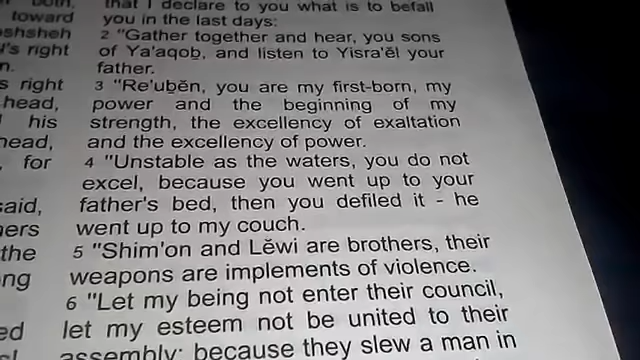 toward
oshsheh
's right
n.
s right
head,
his
head,
for
said,
the
that I declare to you what is to befall
you in the last days:
2 "Gather together and hear, you sons
of Ya'aqoḇ, and listen to Yisra'ĕl your
father.
3 "Re'uḇĕn, you are my first-born, my
power and the beginning of my
strength, the excellency of exaltation
and the excellency of power.
4 "Unstable as the waters, you do not
excel, because you went up to your
father's bed, then you defiled it - he
went up to my couch.
5 "Shim'on and Lĕwi are brothers, their
weapons are implements of violence.
6 "Let my being not enter their council,
let my esteem not be united to their
assembly; because they slew a man in